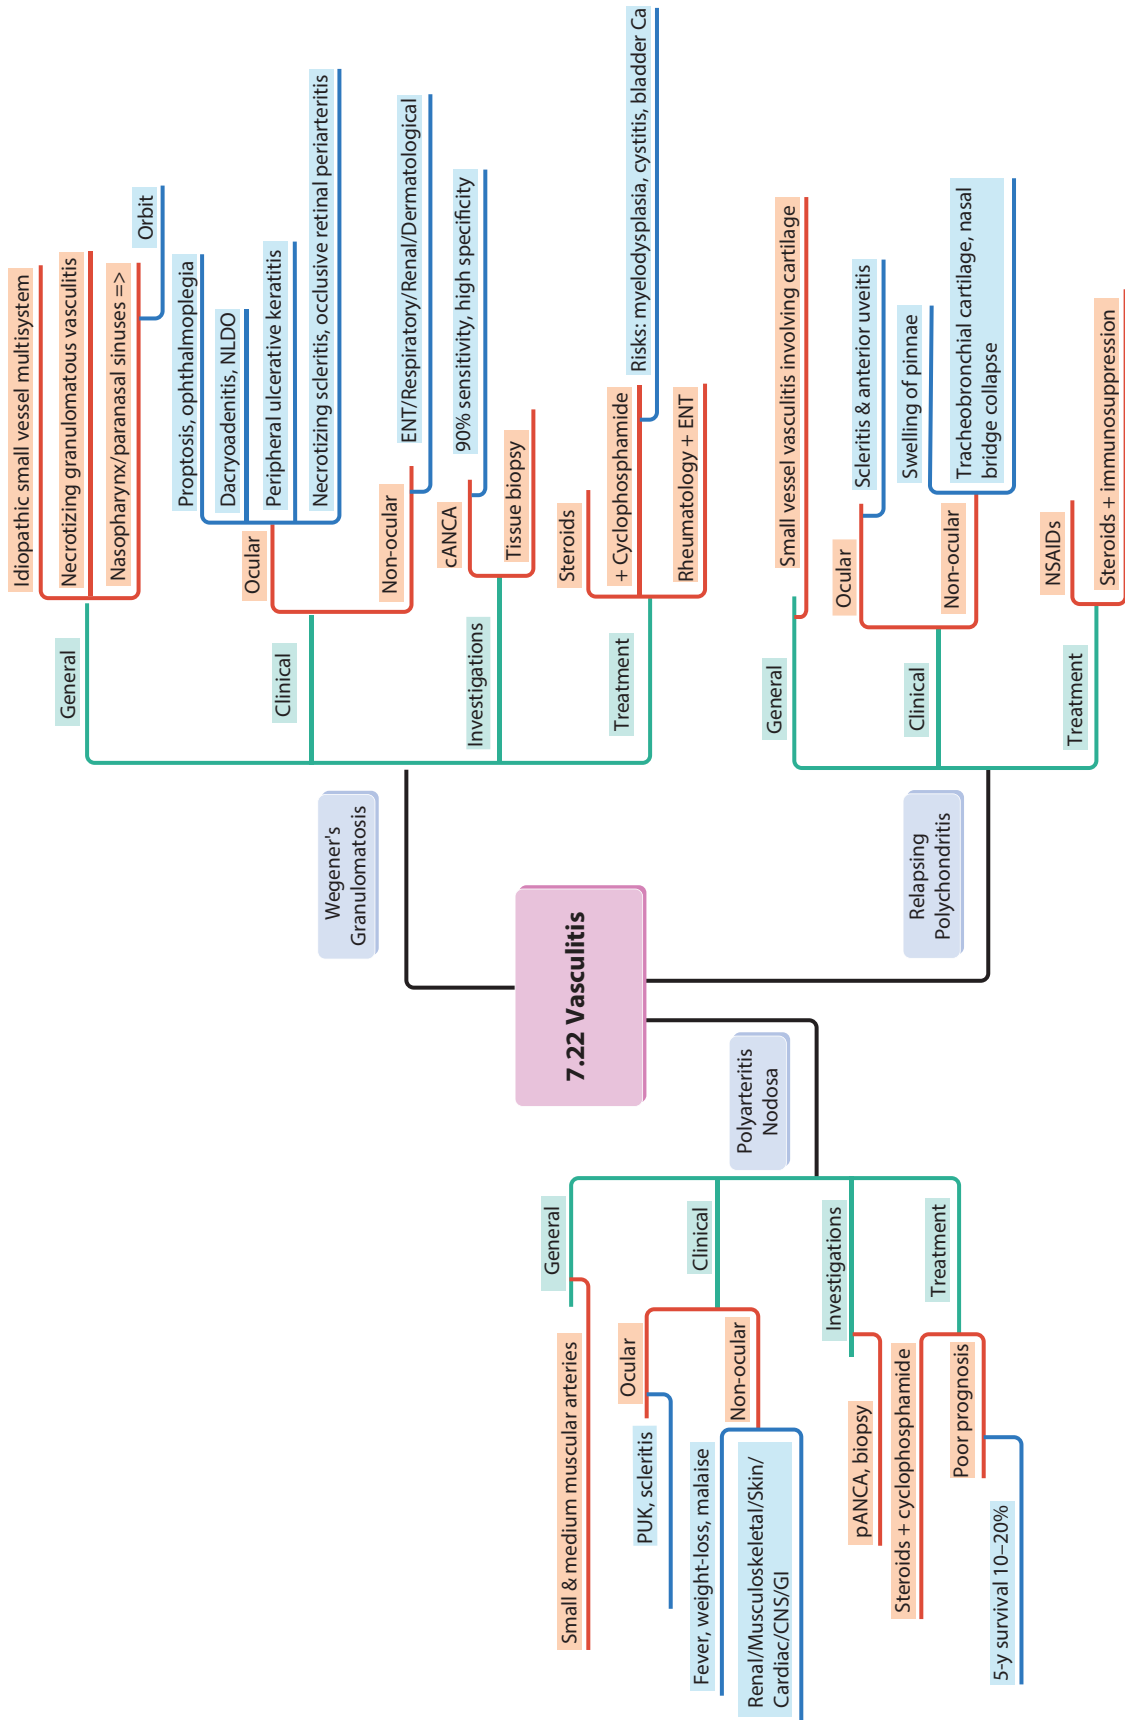 7.22 Vasculitis
Wegener's
Granulomatosis
General
Idiopathic small vessel multisystem
Necrotizing granulomatous vasculitis
Nasopharynx/paranasal sinuses =>
Orbit
Clinical
Ocular
Proptosis, ophthalmoplegia
Dacryoadenitis, NLDO
Peripheral ulcerative keratitis
Necrotizing scleritis, occlusive retinal periarteritis
Non-ocular
ENT/Respiratory/Renal/Dermatological
Investigations
cANCA
90% sensitivity, high specificity
Tissue biopsy
Treatment
Steroids
+ Cyclophosphamide
Risks: myelodysplasia, cystitis, bladder Ca
Rheumatology + ENT
Relapsing
Polychondritis
General
Small vessel vasculitis involving cartilage
Clinical
Ocular
Scleritis & anterior uveitis
Non-ocular
Swelling of pinnae
Tracheobronchial cartilage, nasal
bridge collapse
Treatment
NSAIDs
Steroids + immunosuppression
Polyarteritis
Nodosa
General
Small & medium muscular arteries
Clinical
Ocular
PUK, scleritis
Non-ocular
Fever, weight-loss, malaise
Renal/Musculoskeletal/Skin/
Cardiac/CNS/GI
Investigations
pANCA, biopsy
Treatment
Steroids + cyclophosphamide
Poor prognosis
5-y survival 10–20%